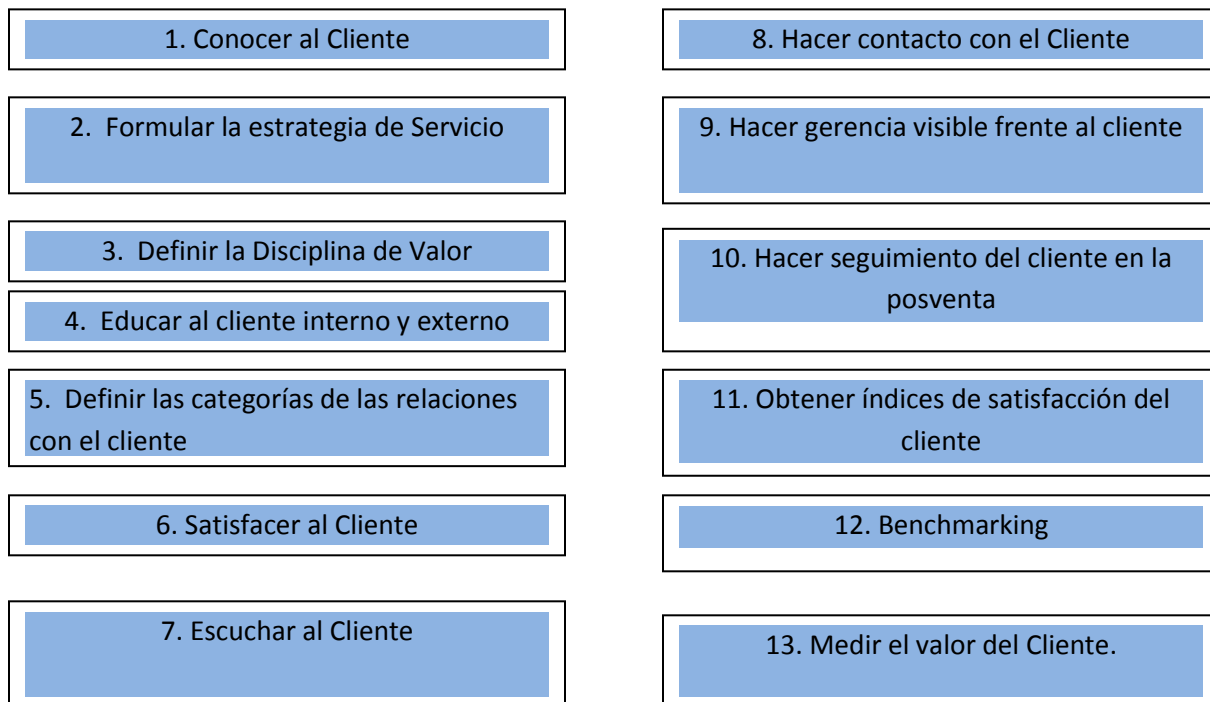 1. Conocer al Cliente
2. Formular la estrategia de Servicio
3. Definir la Disciplina de Valor
4. Educar al cliente interno y externo
5. Definir las categorías de las relaciones
con el cliente
6. Satisfacer al Cliente
7. Escuchar al Cliente
8. Hacer contacto con el Cliente
9. Hacer gerencia visible frente al cliente
10. Hacer seguimiento del cliente en la
posventa
11. Obtener índices de satisfacción del
cliente
12. Benchmarking
13. Medir el valor del Cliente.